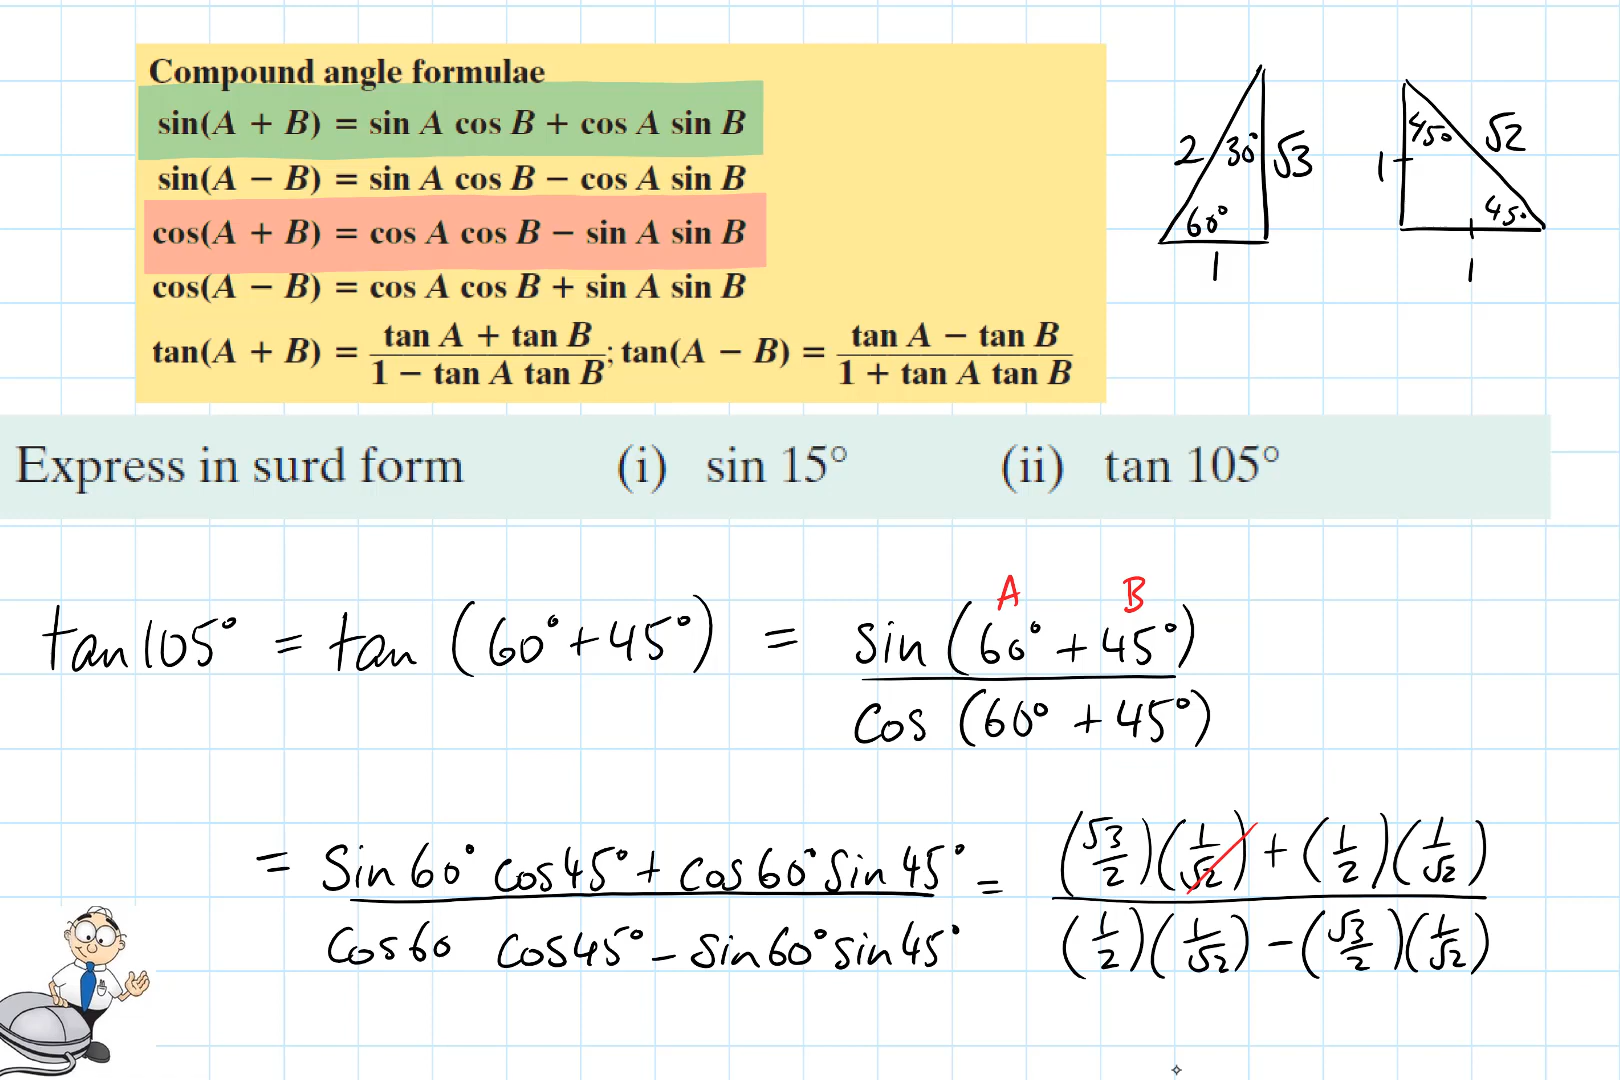 Compound angle formulae
sin(A + B) = sin A cos B + cos A sin B
sin(A − B) = sin A cos B − cos A sin B
cos(A + B) = cos A cos B − sin A sin B
cos(A − B) = cos A cos B + sin A sin B
tan(A + B) = (tan A + tan B)/(1 − tan A tan B); tan(A − B) = (tan A − tan B)/(1 + tan A tan B)
2 30° √3
60°
1
45° √2
1
45°
1
Express in surd form (i) sin 15° (ii) tan 105°
A B
tan 105° = tan (60° + 45°) = sin (60° + 45°)/cos (60° + 45°)
= (sin 60° cos 45° + cos 60° sin 45°)/(cos 60 cos 45° − sin 60° sin 45°) = ((√3/2)(1/√2) + (1/2)(1/√2))/((1/2)(1/√2) − (√3/2)(1/√2))